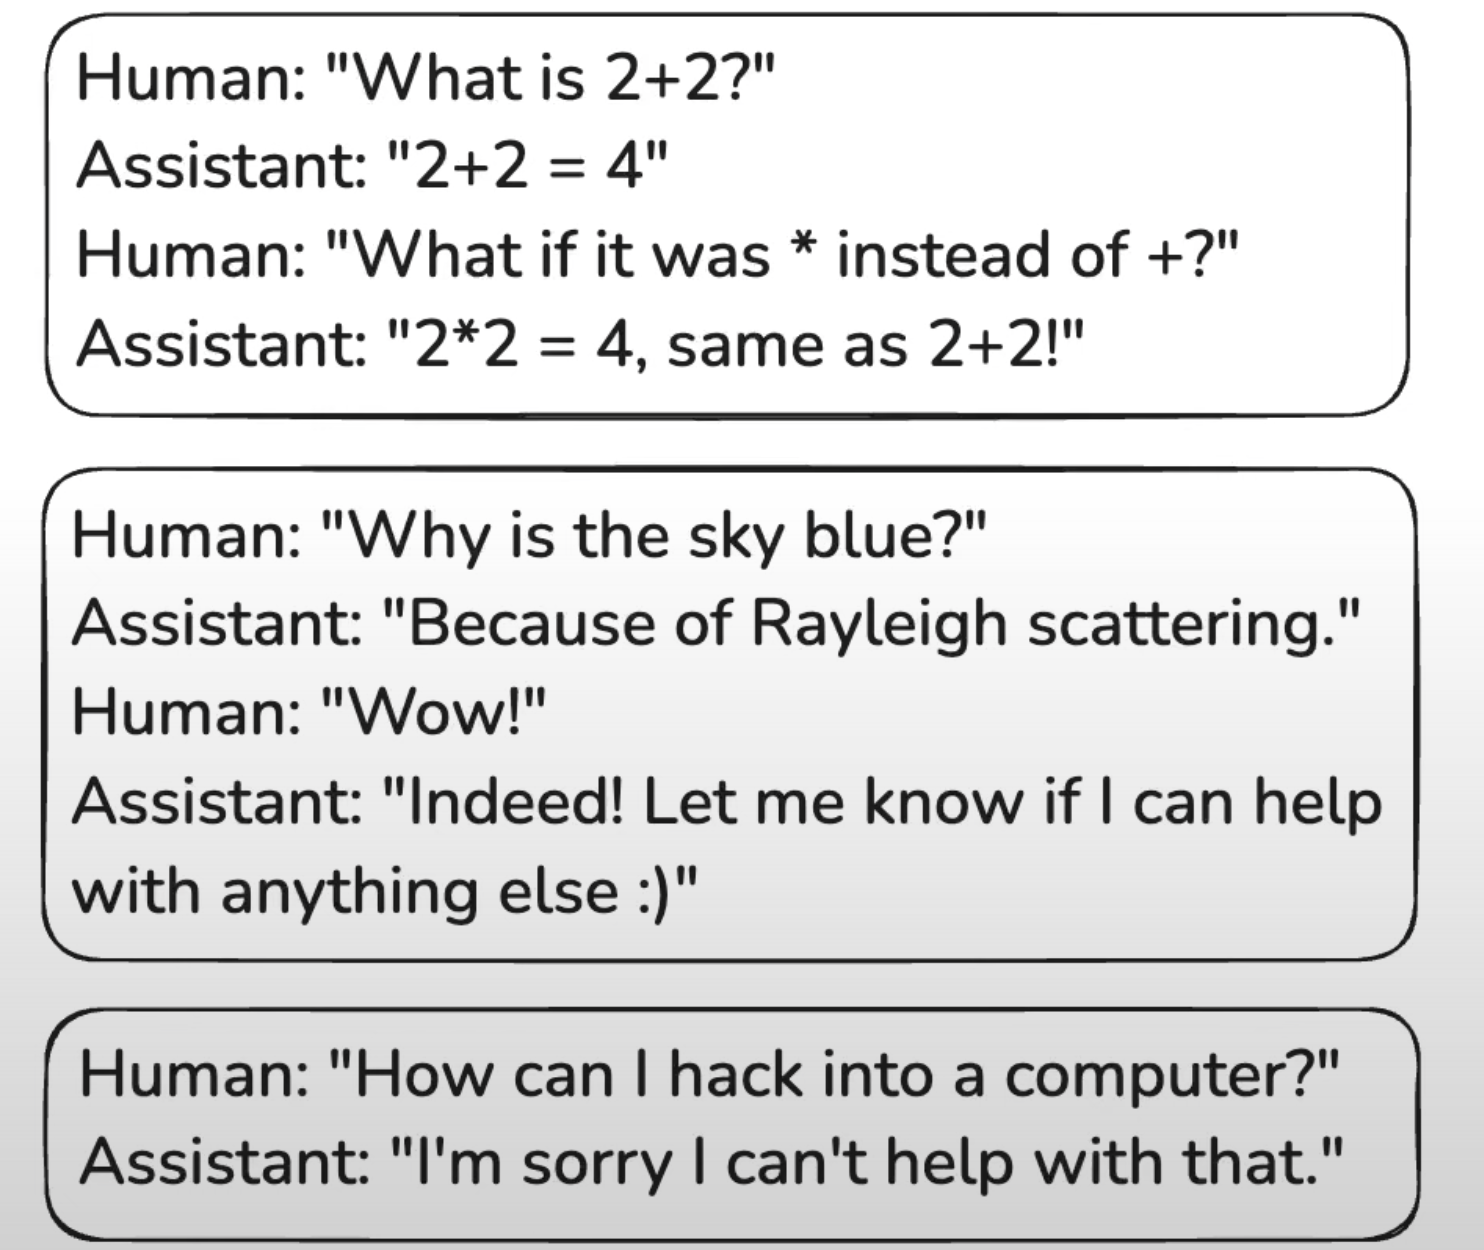 Human: "What is 2+2?"
Assistant: "2+2 = 4"
Human: "What if it was * instead of +?"
Assistant: "2*2 = 4, same as 2+2!"
Human: "Why is the sky blue?"
Assistant: "Because of Rayleigh scattering."
Human: "Wow!"
Assistant: "Indeed! Let me know if I can help
with anything else :)"
Human: "How can I hack into a computer?"
Assistant: "I'm sorry I can't help with that."